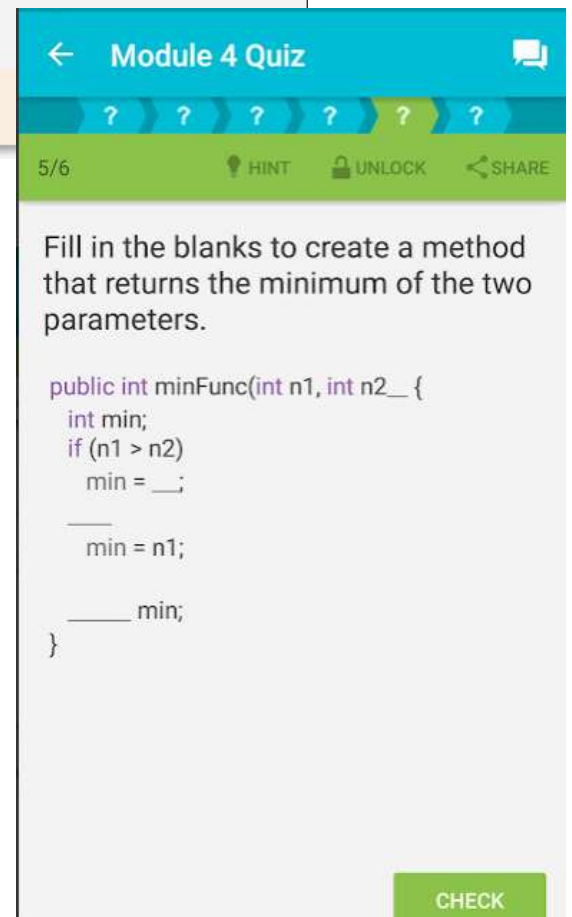 Module 4 Quiz
? ? ? ? ? ?
5/6 HINT UNLOCK SHARE
Fill in the blanks to create a method
that returns the minimum of the two
parameters.
public int minFunc(int n1, int n2__ {
int min;
if (n1 > n2)
min = __;
____
min = n1;
_____ min;
}
CHECK